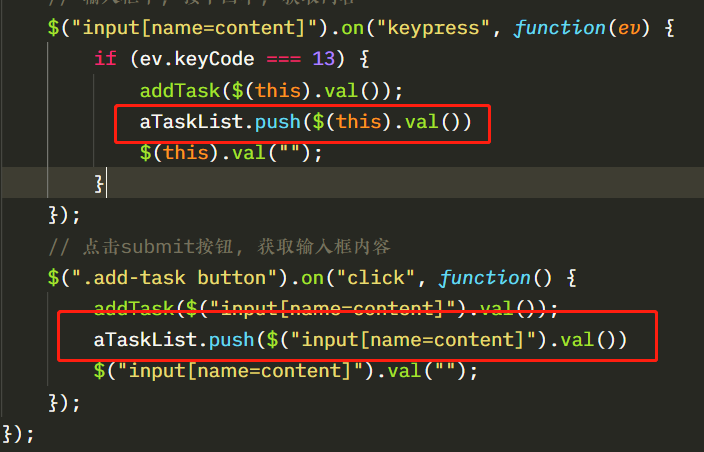 $("input[name=content]").on("keypress", function(ev) {
if (ev.keyCode === 13) {
addTask($(this).val());
aTaskList.push($(this).val())
$(this).val("");
}
});
// 点击submit按钮, 获取输入框内容
$(".add-task button").on("click", function() {
addTask($("input[name=content]").val());
aTaskList.push($("input[name=content]").val())
$("input[name=content]").val("");
});
});